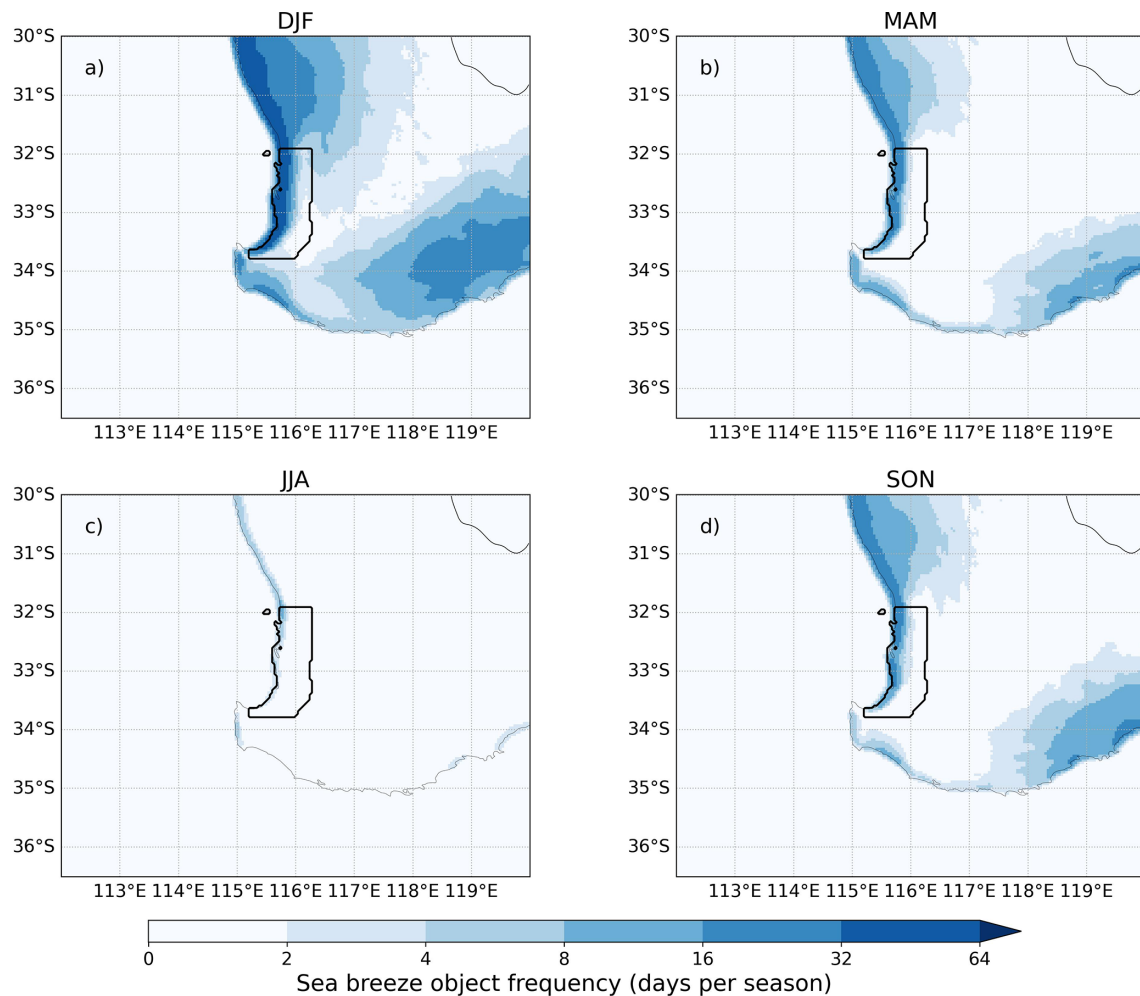 DJF
MAM
30°S
31°S
32°S
33°S
34°S
35°S
36°S
a)
113°E 114°E 115°E 116°E 117°E 118°E 119°E
30°S
31°S
32°S
33°S
34°S
35°S
36°S
b)
113°E 114°E 115°E 116°E 117°E 118°E 119°E
JJA
SON
30°S
31°S
32°S
33°S
34°S
35°S
36°S
c)
113°E 114°E 115°E 116°E 117°E 118°E 119°E
30°S
31°S
32°S
33°S
34°S
35°S
36°S
d)
113°E 114°E 115°E 116°E 117°E 118°E 119°E
0 2 4 8 16 32 64
Sea breeze object frequency (days per season)